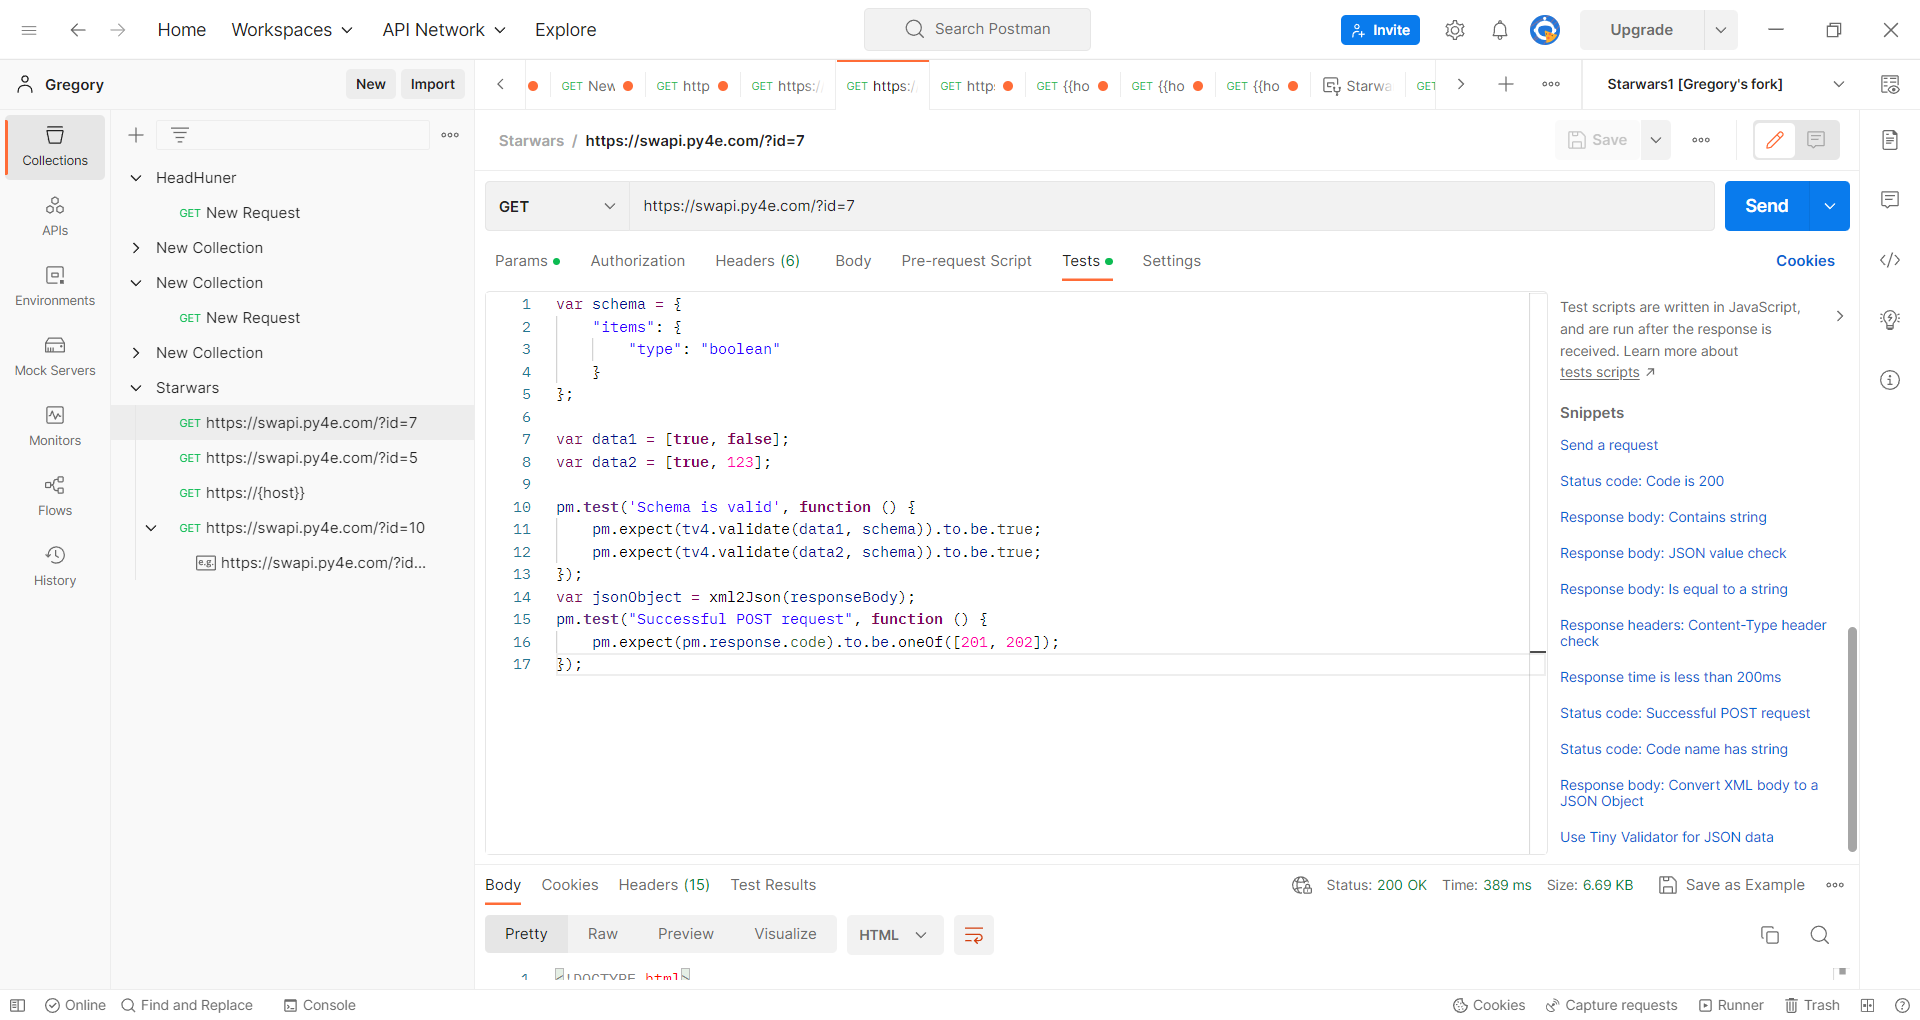 Home Workspaces API Network Explore Search Postman Invite Upgrade
Gregory New Import GET New GET http GET https:/ GET https:/ GET http GET {{ho GET {{ho GET {{ho Starwa GET Starwars1 [Gregory's fork]
Collections
APIs
Environments
Mock Servers
Monitors
Flows
History
HeadHuner
GET New Request
New Collection
New Collection
GET New Request
New Collection
Starwars
GET https://swapi.py4e.com/?id=7
GET https://swapi.py4e.com/?id=5
GET https://{host}}
GET https://swapi.py4e.com/?id=10
e.g. https://swapi.py4e.com/?id...
Starwars / https://swapi.py4e.com/?id=7 Save
GET https://swapi.py4e.com/?id=7 Send
Params Authorization Headers (6) Body Pre-request Script Tests Settings Cookies
1 var schema = {
2 "items": {
3 "type": "boolean"
4 }
5 };
6
7 var data1 = [true, false];
8 var data2 = [true, 123];
9
10 pm.test('Schema is valid', function () {
11 pm.expect(tv4.validate(data1, schema)).to.be.true;
12 pm.expect(tv4.validate(data2, schema)).to.be.true;
13 });
14 var jsonObject = xml2Json(responseBody);
15 pm.test("Successful POST request", function () {
16 pm.expect(pm.response.code).to.be.oneOf([201, 202]);
17 });
Test scripts are written in JavaScript,
and are run after the response is
received. Learn more about
tests scripts
Snippets
Send a request
Status code: Code is 200
Response body: Contains string
Response body: JSON value check
Response body: Is equal to a string
Response headers: Content-Type header
check
Response time is less than 200ms
Status code: Successful POST request
Status code: Code name has string
Response body: Convert XML body to a
JSON Object
Use Tiny Validator for JSON data
Body Cookies Headers (15) Test Results Status: 200 OK Time: 389 ms Size: 6.69 KB Save as Example
Pretty Raw Preview Visualize HTML
1 <!DOCTYPE html>
Online Find and Replace Console Cookies Capture requests Runner Trash